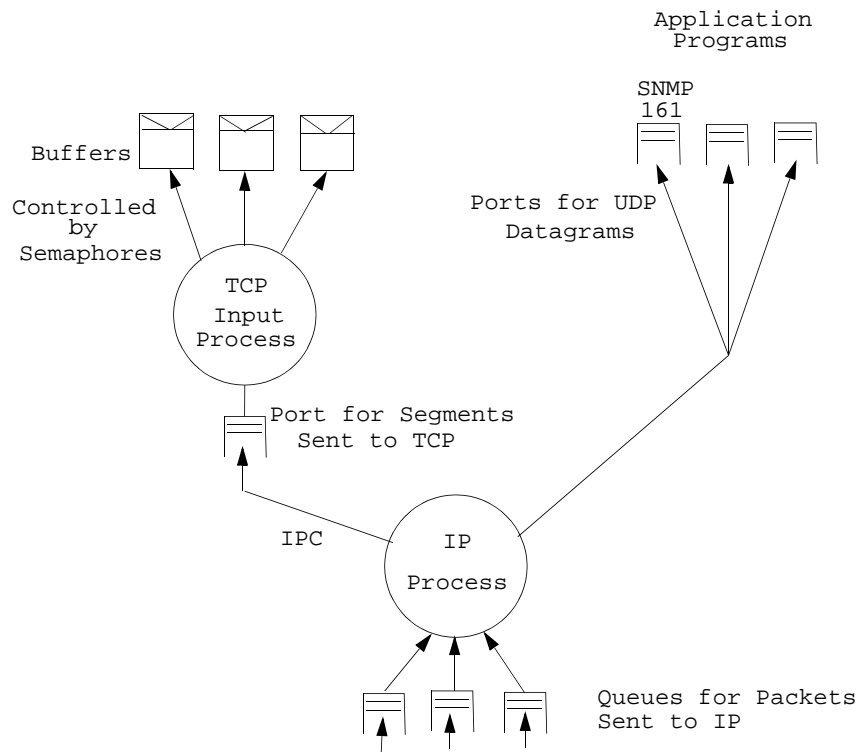 Application
Programs
SNMP
161
Buffers
Controlled
by
Semaphores
Ports for UDP
Datagrams
TCP
Input
Process
Port for Segments
Sent to TCP
IPC
IP
Process
Queues for Packets
Sent to IP